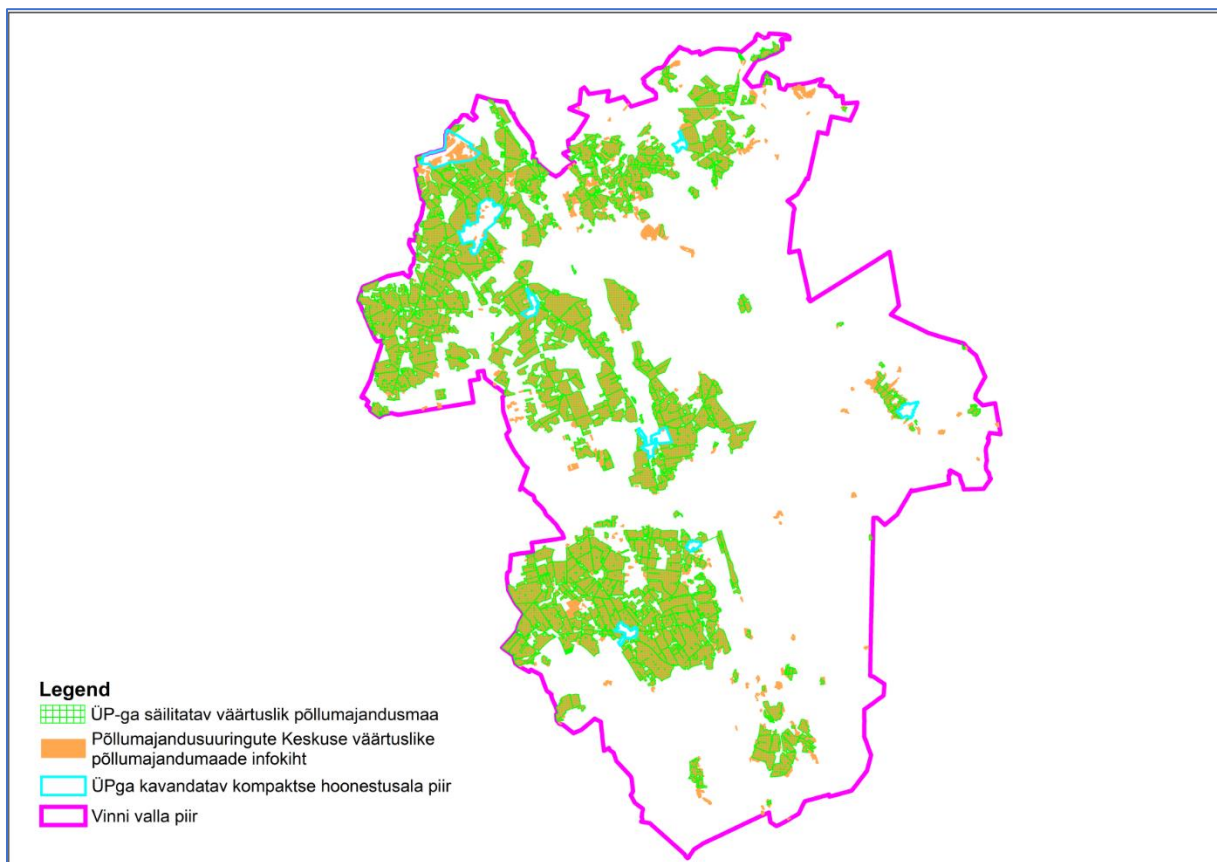 Legend
ÜP-ga säilitatav väärtuslik põllumajandusmaa
Põllumajandusuuringute Keskuse väärtuslike
põllumajandumaade infokiht
ÜPga kavandatav kompaktse hoonestusala piir
Vinni valla piir